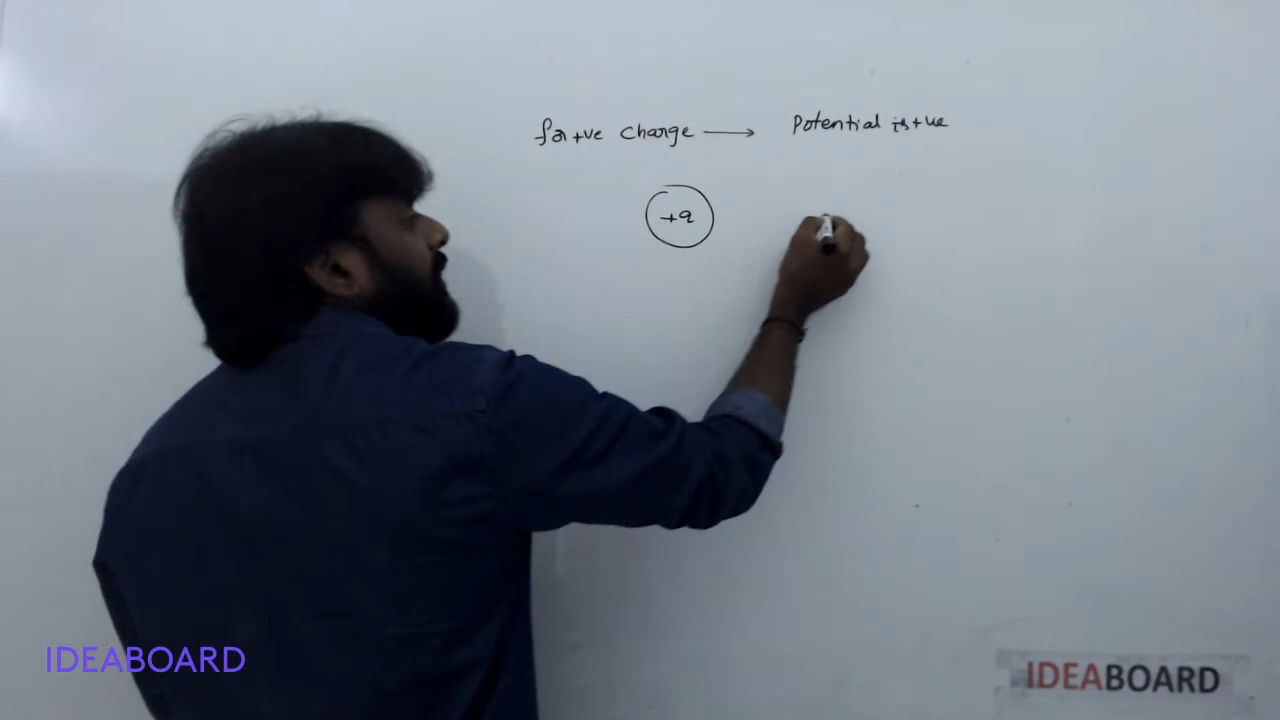 for +ve charge → Potential is +ve
+q
IDEABOARD
IDEABOARD